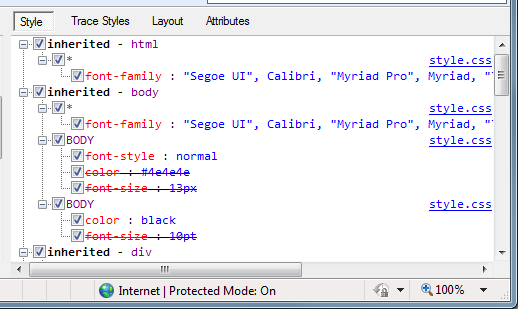 Style Trace Styles Layout Attributes
inherited - html
* style.css
font-family : "Segoe UI", Calibri, "Myriad Pro", Myriad, "
inherited - body
* style.css
font-family : "Segoe UI", Calibri, "Myriad Pro", Myriad, "
BODY style.css
font-style : normal
color : #4e4e4e
font-size : 13px
BODY style.css
color : black
font-size : 10pt
inherited - div
Internet | Protected Mode: On 100%